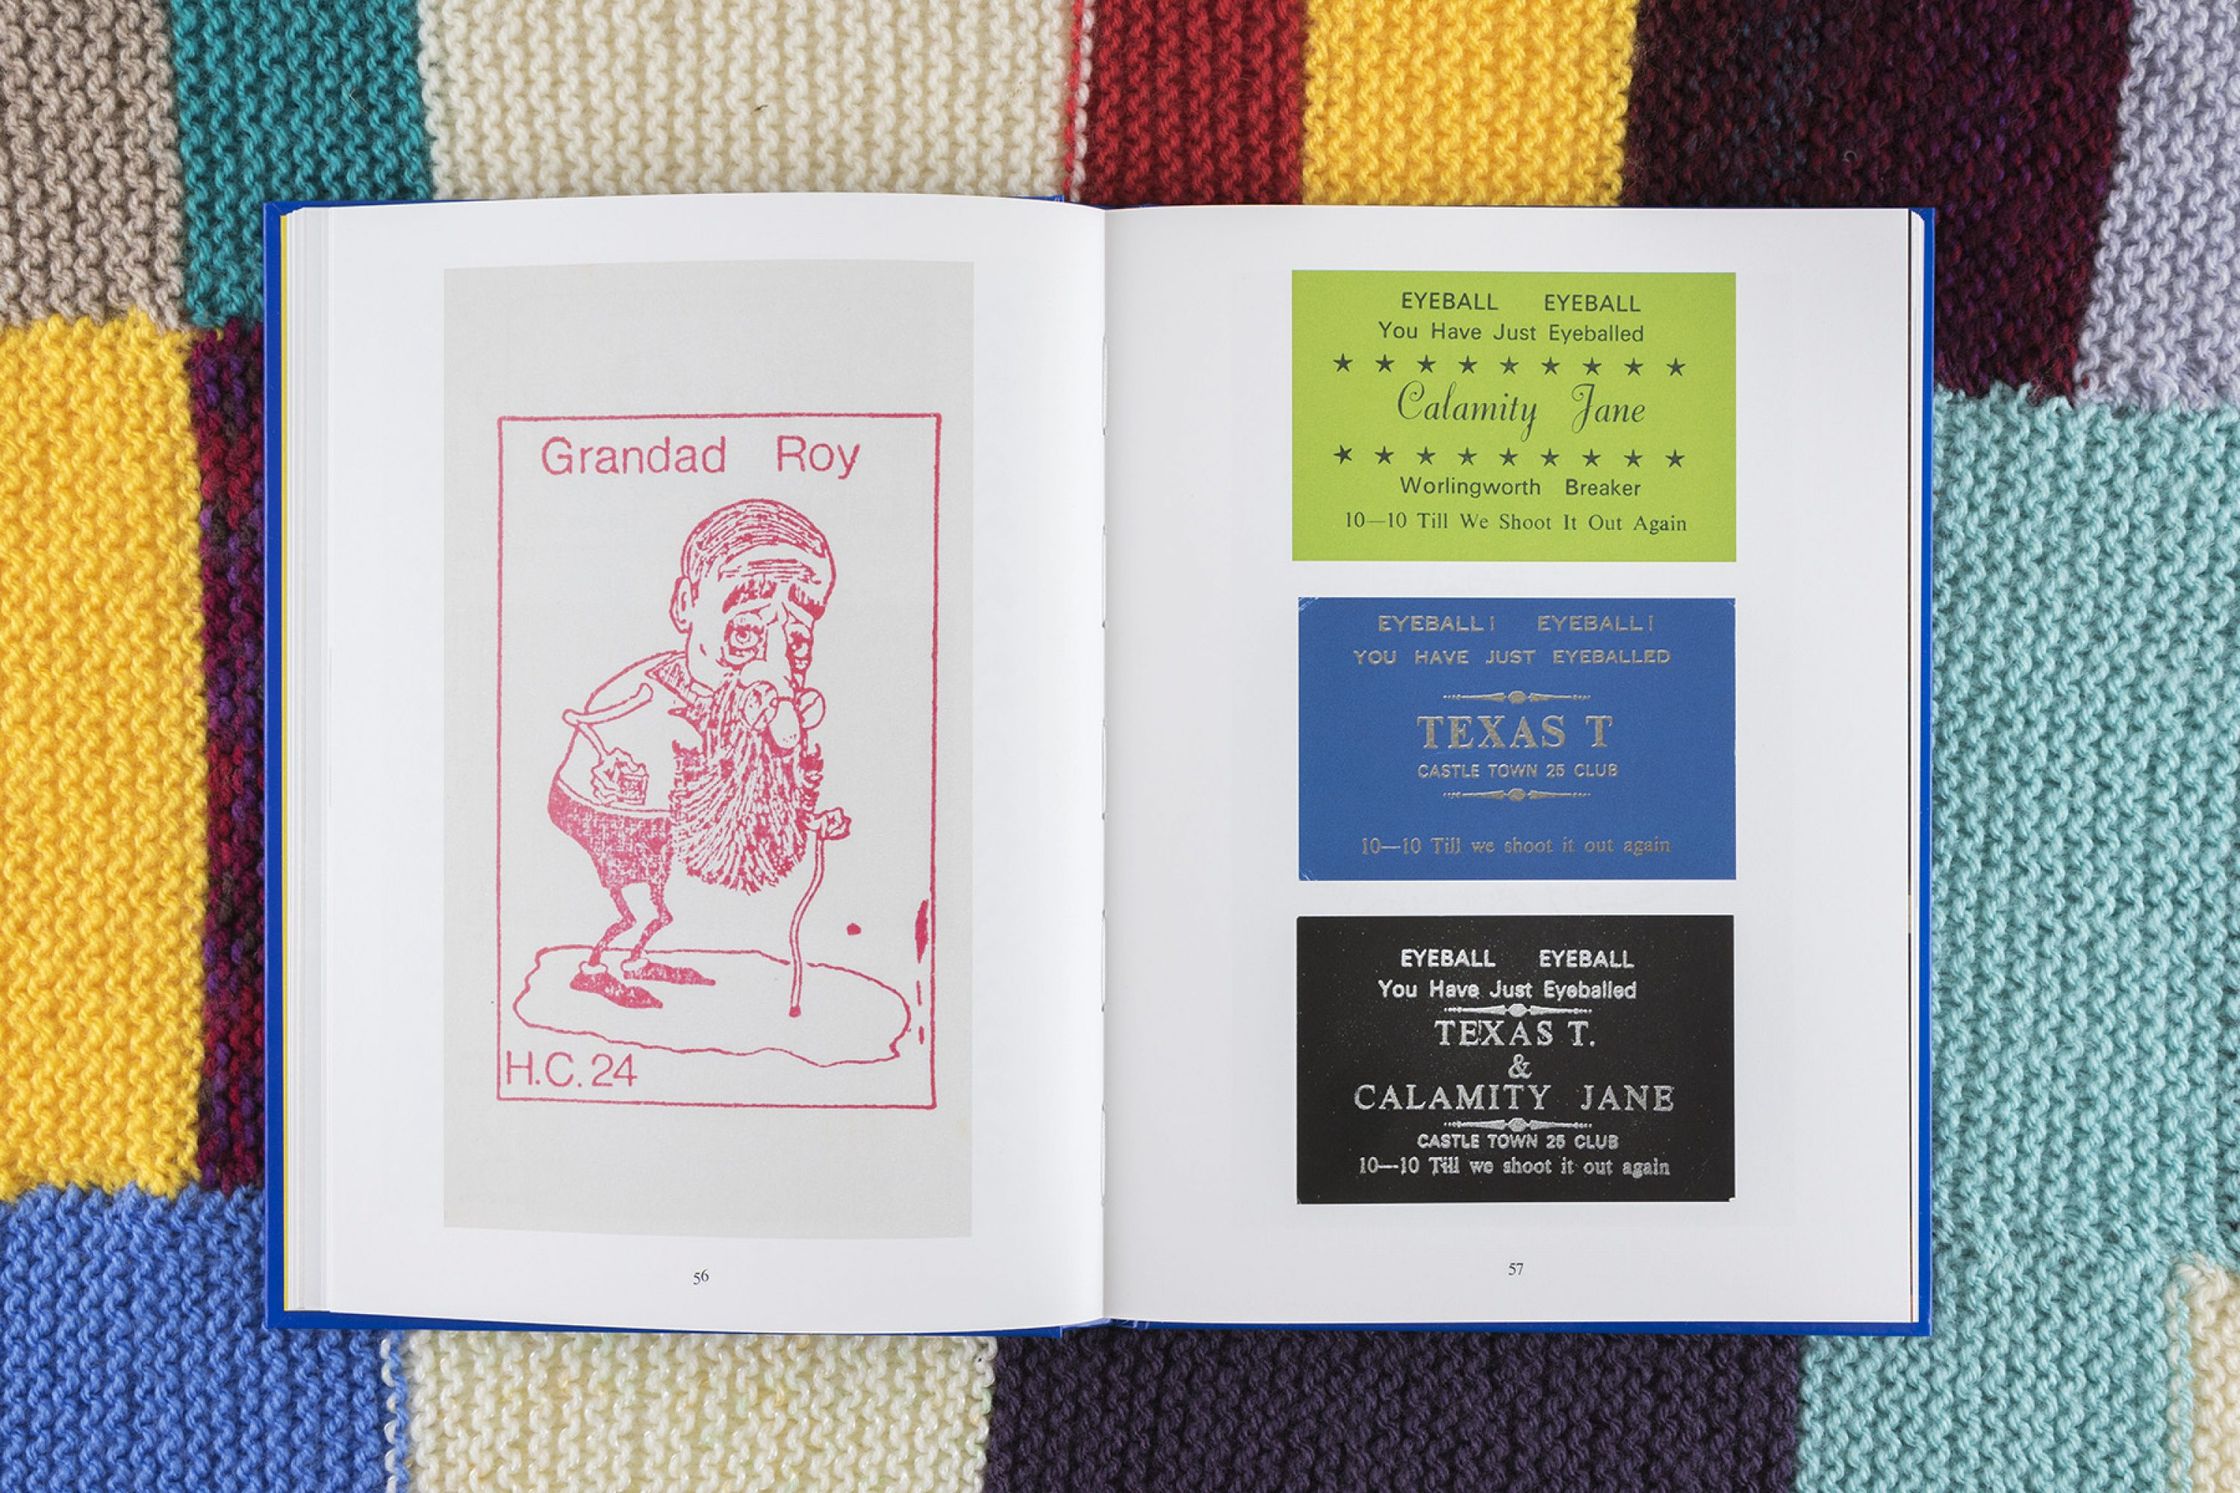 Grandad Roy
H.C. 24
56
EYEBALL EYEBALL
You Have Just Eyeballed
Calamity Jane
Worlingworth Breaker
10—10 Till We Shoot It Out Again
EYEBALL! EYEBALL!
YOU HAVE JUST EYEBALLED
TEXAS T
CASTLE TOWN 25 CLUB
10—10 Till we shoot it out again
EYEBALL EYEBALL
You Have Just Eyeballed
TEXAS T.
&
CALAMITY JANE
CASTLE TOWN 25 CLUB
10—10 Till we shoot it out again
57